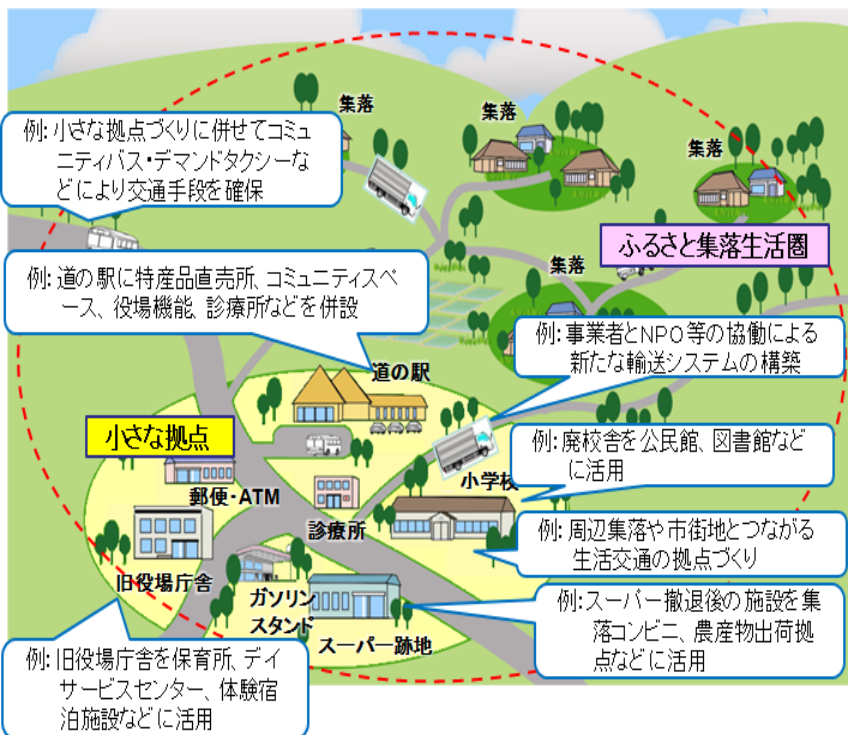 集落
集落
集落
例: 小さな拠点づくりに併せてコミュ
ニティバス・デマンドタクシーな
どにより交通手段を確保
ふるさと集落生活圏
集落
例: 道の駅に特産品直売所、コミュニティスペ
ース、役場機能、診療所などを併設
例: 事業者とNPO等の協働による
新たな輸送システムの構築
道の駅
小さな拠点
例: 廃校舎を公民館、図書館など
に活用
郵便・ATM
小学校
診療所
例: 周辺集落や市街地とつながる
生活交通の拠点づくり
旧役場庁舎
ガソリン
スタンド
スーパー跡地
例:スーパー撤退後の施設を集
落コンビニ、農産物出荷拠
点などに活用
例: 旧役場庁舎を保育所、デイ
サービスセンター、体験宿
泊施設などに活用